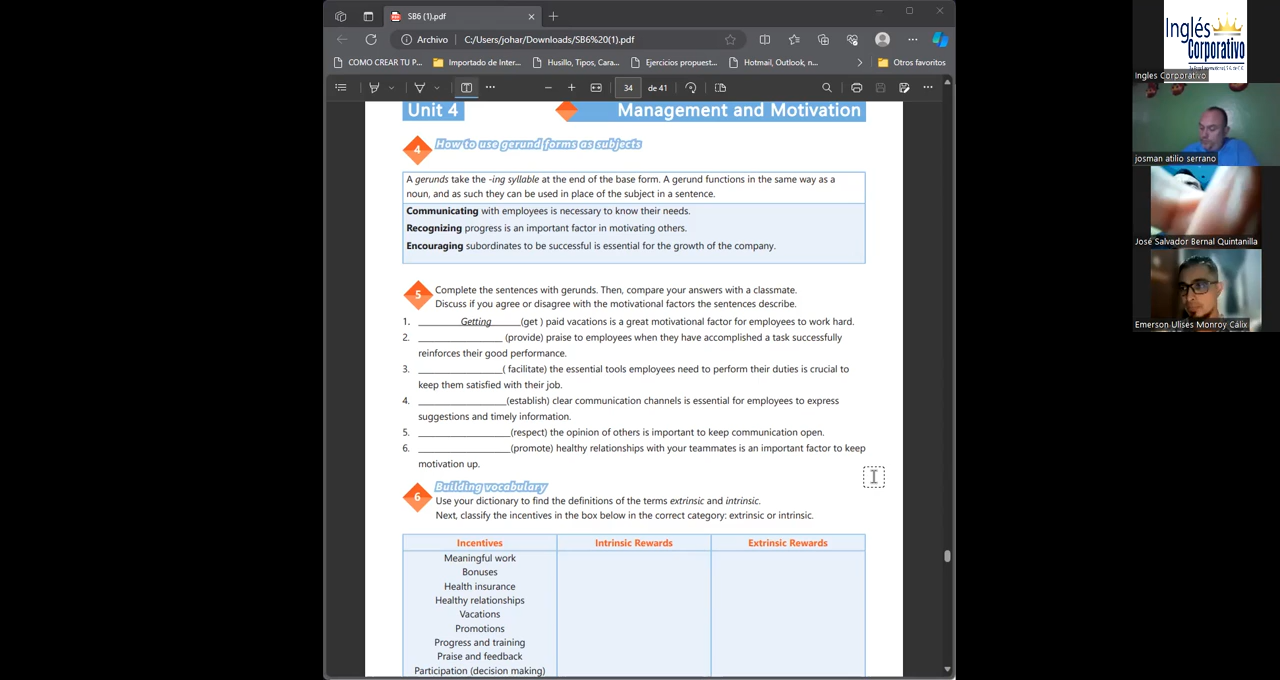 SB6 (1).pdf
Archivo
C:/Users/johar/Downloads/SB6%20(1).pdf
COMO CREAR TU P...
Importado de Inter...
Husillo, Tipos, Cara...
Ejercicios propuest...
Hotmail, Outlook, n...
Otros favoritos
34 de 41
Unit 4
Management and Motivation
4 How to use gerund forms as subjects
A gerunds take the -ing syllable at the end of the base form. A gerund functions in the same way as a
noun, and as such they can be used in place of the subject in a sentence.
Communicating with employees is necessary to know their needs.
Recognizing progress is an important factor in motivating others.
Encouraging subordinates to be successful is essential for the growth of the company.
5 Complete the sentences with gerunds. Then, compare your answers with a classmate.
Discuss if you agree or disagree with the motivational factors the sentences describe.
1. ________Getting______(get ) paid vacations is a great motivational factor for employees to work hard.
2. __________________ (provide) praise to employees when they have accomplished a task successfully
reinforces their good performance.
3. __________________( facilitate) the essential tools employees need to perform their duties is crucial to
keep them satisfied with their job.
4. ___________________(establish) clear communication channels is essential for employees to express
suggestions and timely information.
5. ____________________(respect) the opinion of others is important to keep communication open.
6. ____________________(promote) healthy relationships with your teammates is an important factor to keep
motivation up.
6 Building vocabulary
Use your dictionary to find the definitions of the terms extrinsic and intrinsic.
Next, classify the incentives in the box below in the correct category: extrinsic or intrinsic.
Incentives Intrinsic Rewards Extrinsic Rewards
Meaningful work
Bonuses
Health insurance
Healthy relationships
Vacations
Promotions
Progress and training
Praise and feedback
Participation (decision making)
Inglés
Corporativo
Ingles Corporativo
josman atilio serrano
José Salvador Bernal Quintanilla
Emerson Ulises Monroy Cálix